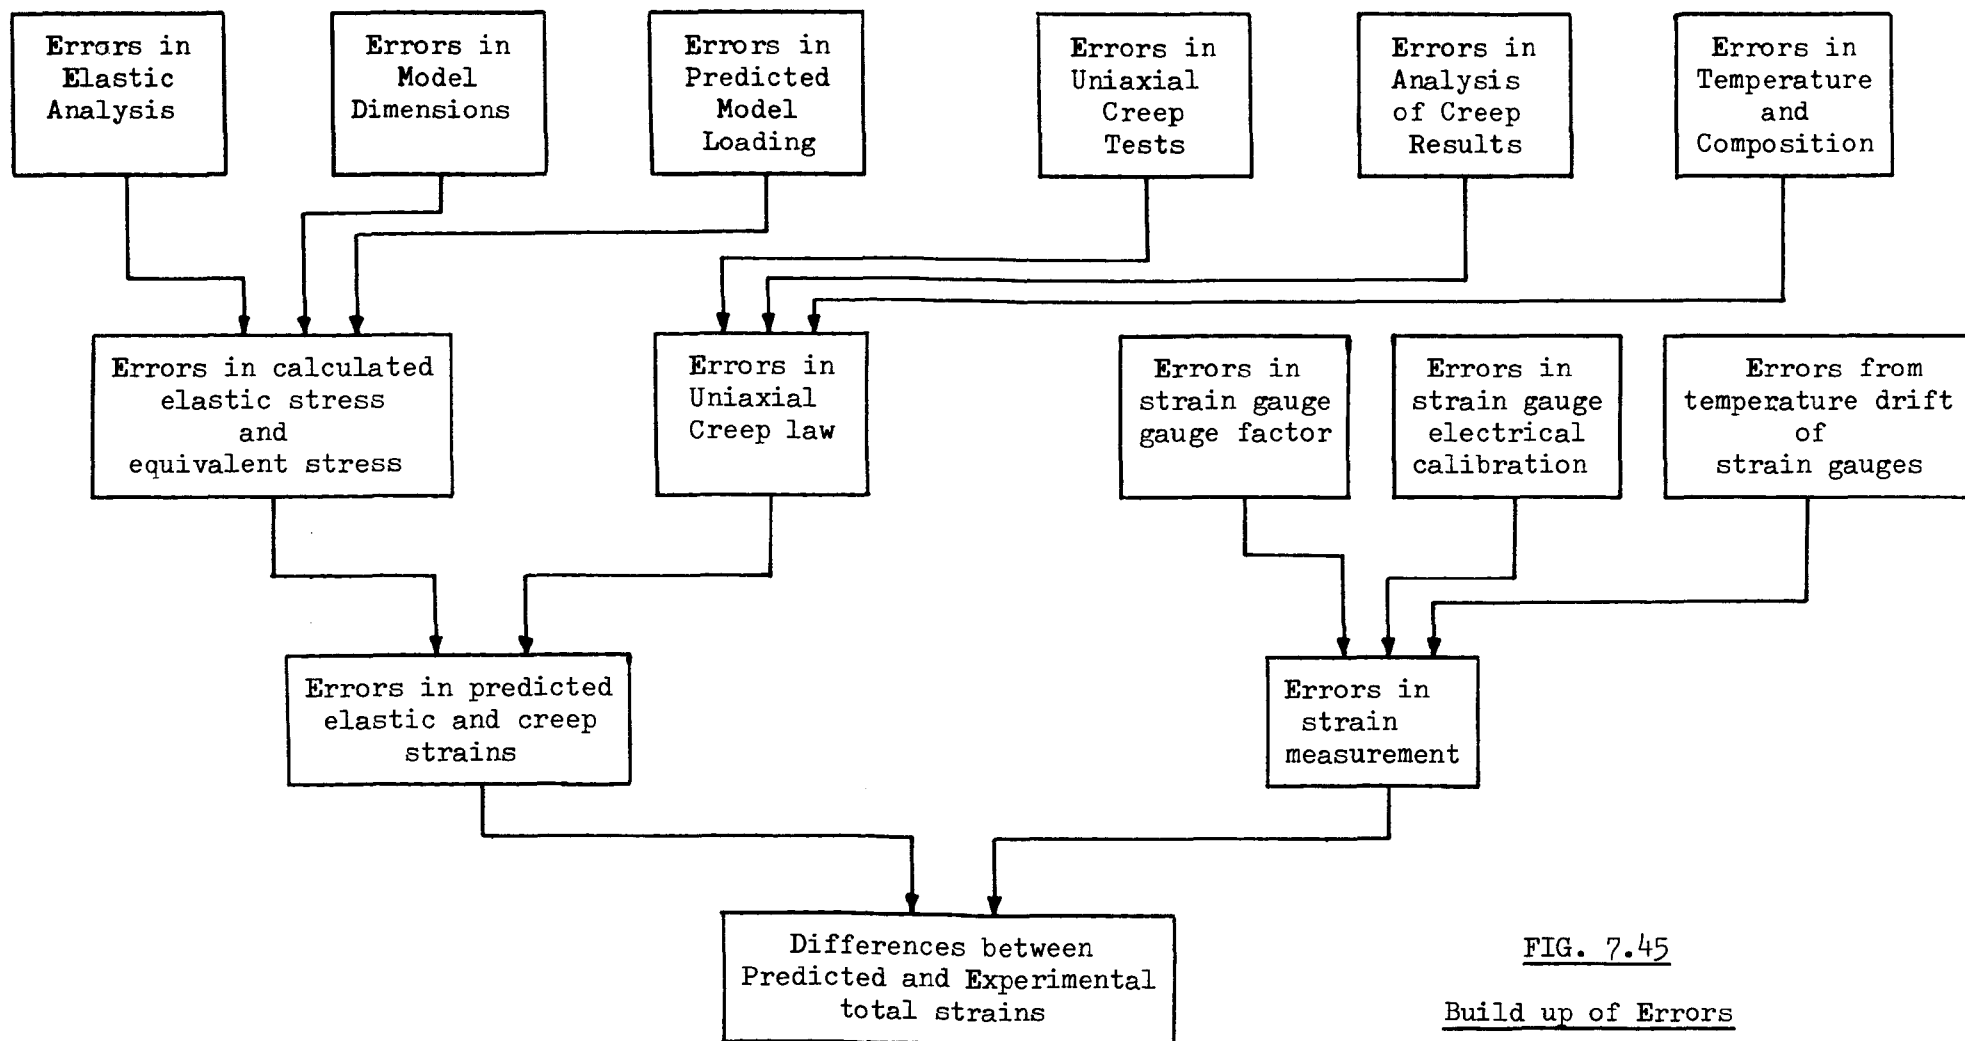 Errors in
Elastic
Analysis
Errors in
Model
Dimensions
Errors in
Predicted
Model
Loading
Errors in
Uniaxial
Creep
Tests
Errors in
Analysis
of Creep
Results
Errors in
Temperature
and
Composition
Errors in calculated
elastic stress
and
equivalent stress
Errors in
Uniaxial
Creep law
Errors in
strain gauge
gauge factor
Errors in
strain gauge
electrical
calibration
Errors from
temperature drift
of
strain gauges
Errors in predicted
elastic and creep
strains
Errors in
strain
measurement
Differences between
Predicted and Experimental
total strains
FIG. 7.45
Build up of Errors